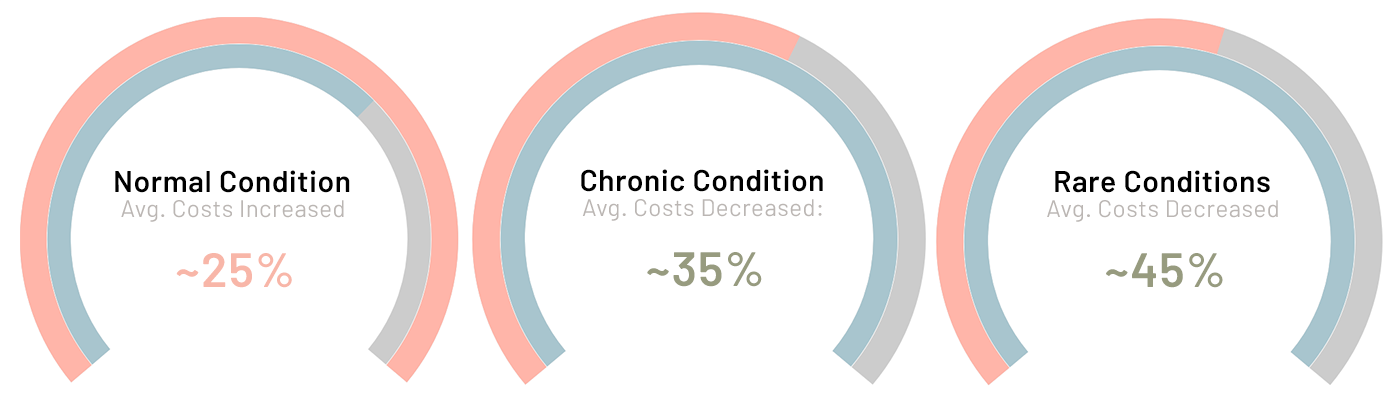 Normal Condition
Avg. Costs Increased
~25%
Chronic Condition
Avg. Costs Decreased:
~35%
Rare Conditions
Avg. Costs Decreased
~45%